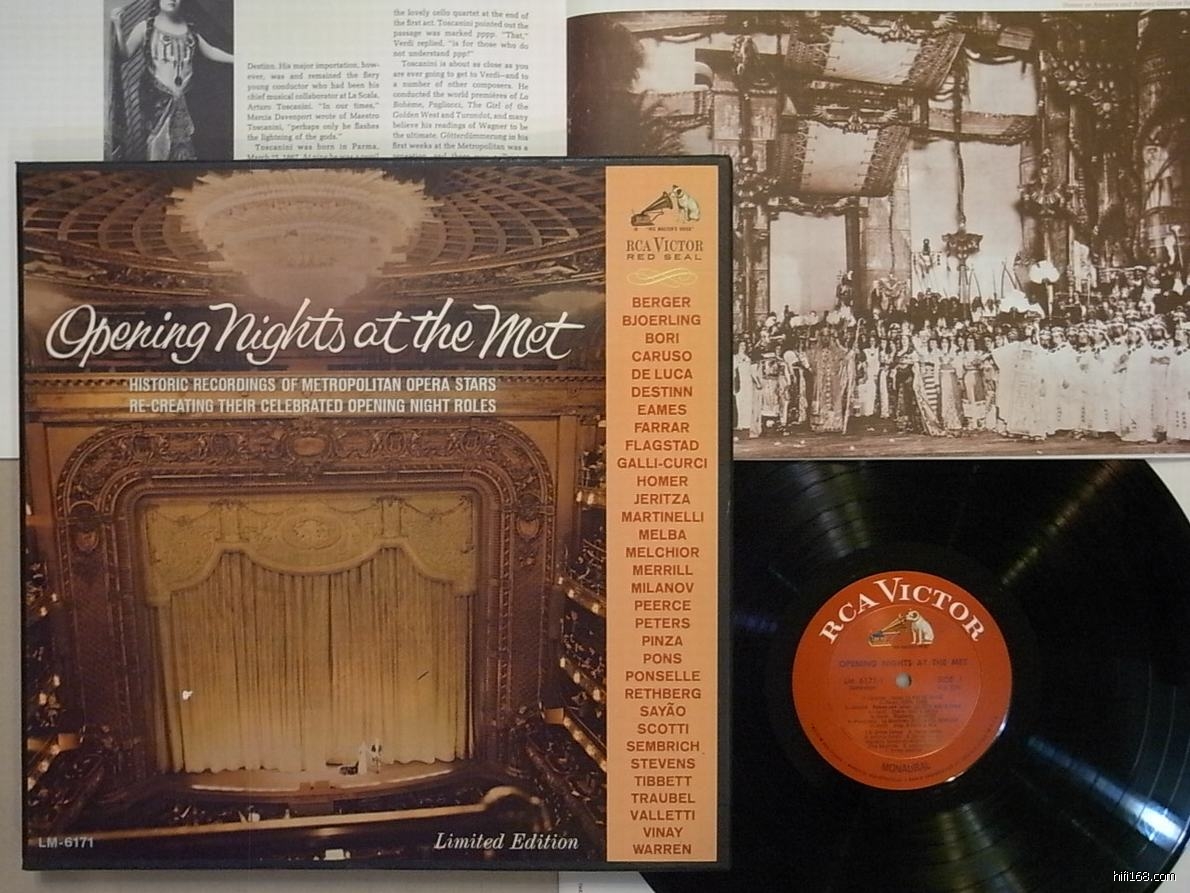 Destinn. His major importation, how-
ever, was and remained the fiery
young conductor who had been his
chief musical collaborator at La Scala,
Arturo Toscanini. "In our times,"
Marcia Davenport wrote of Maestro
Toscanini, "perhaps only he flashes
the lightning of the gods."
Toscanini was born in Parma,
the lovely cello quartet at the end of
the first act. Toscanini pointed out the
passage was marked pppp. "That,"
Verdi replied, "is for those who do
not understand ppp!"
Toscanini is about as close as you
are ever going to get to Verdi—and to
a number of other composers. He
conducted the world premières of La
Bohème, Pagliacci, The Girl of the
Golden West and Turandot, and many
believe his readings of Wagner to be
the ultimate. Götterdämmerung in his
first weeks at the Metropolitan was a
Opening Nights at the Met
HISTORIC RECORDINGS OF METROPOLITAN OPERA STARS
RE-CREATING THEIR CELEBRATED OPENING NIGHT ROLES
LM-6171
Limited Edition
"HIS MASTER'S VOICE"
RCA VICTOR
RED SEAL
BERGER
BJOERLING
BORI
CARUSO
DE LUCA
DESTINN
EAMES
FARRAR
FLAGSTAD
GALLI-CURCI
HOMER
JERITZA
MARTINELLI
MELBA
MELCHIOR
MERRILL
MILANOV
PEERCE
PETERS
PINZA
PONS
PONSELLE
RETHBERG
SAYÃO
SCOTTI
SEMBRICH
STEVENS
TIBBETT
TRAUBEL
VALLETTI
VINAY
WARREN
RCA VICTOR
OPENING NIGHTS AT THE MET
LM 6171-1
SIDE 1
MONAURAL
hifi168.com